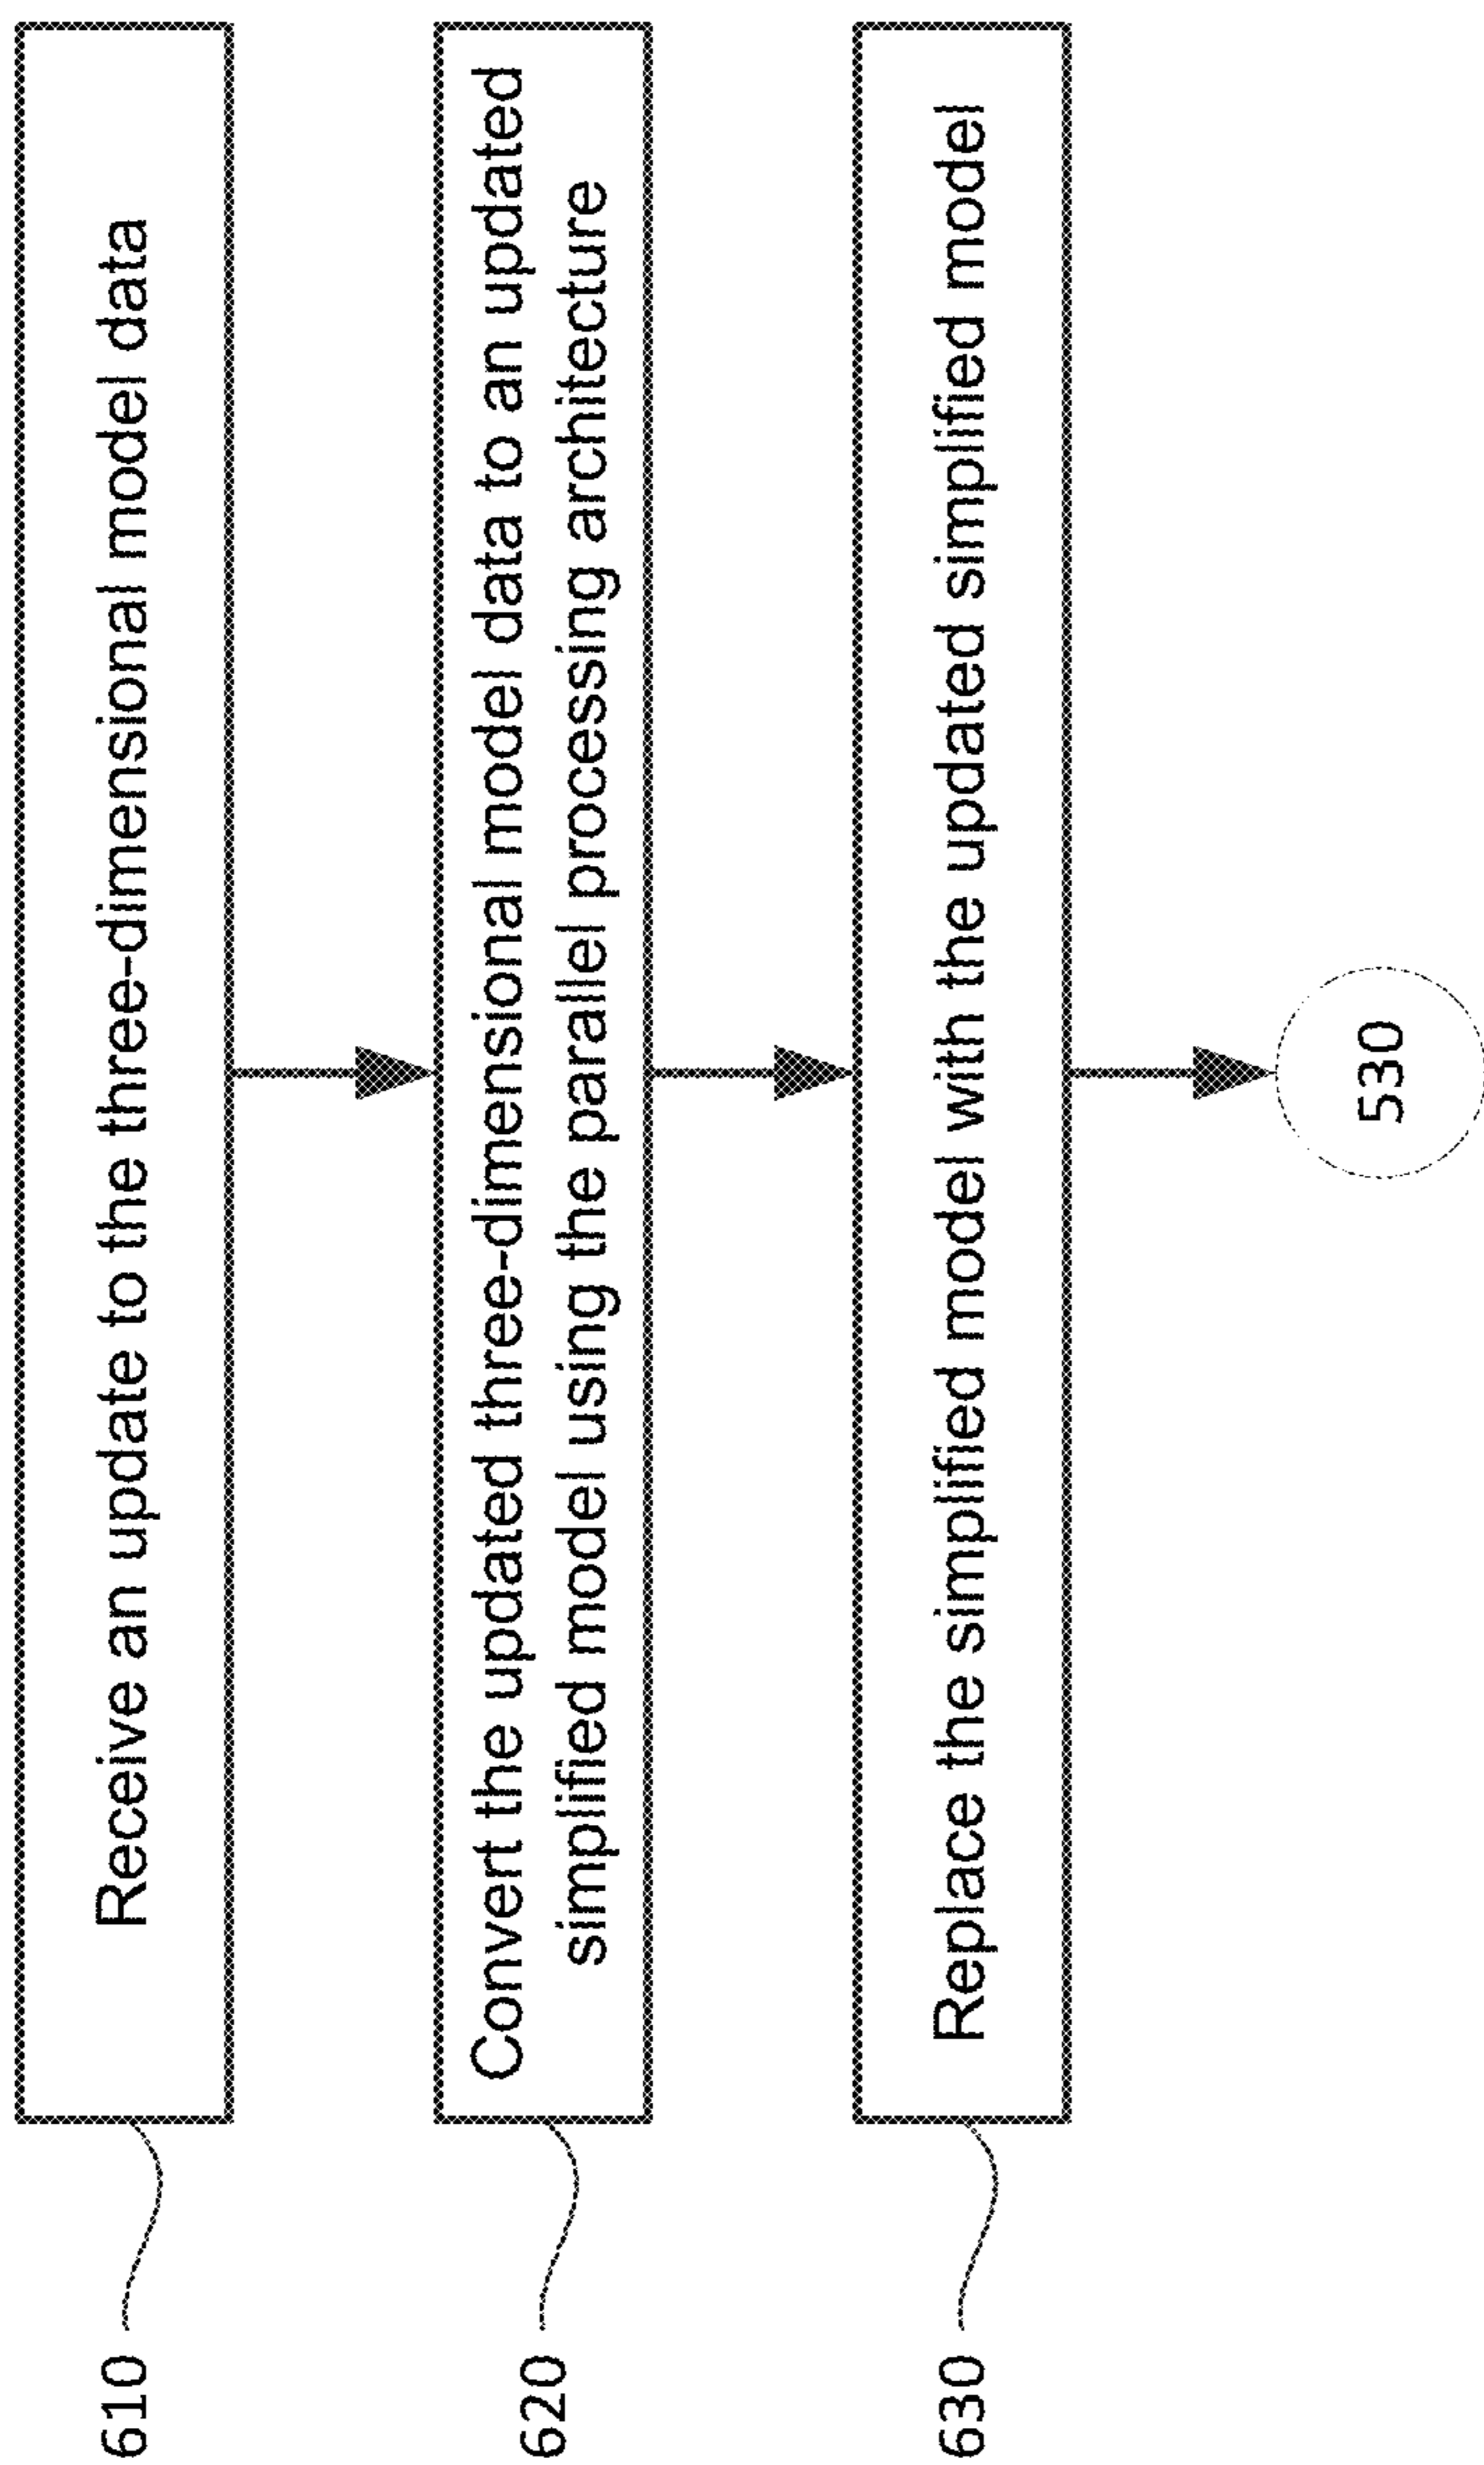 610
Receive an update to the three-dimensional model data
620
Convert the updated three-dimensional model data to an updated
simplified model using the parallel processing architecture
630
Replace the simplified model with the updated simplified model
530